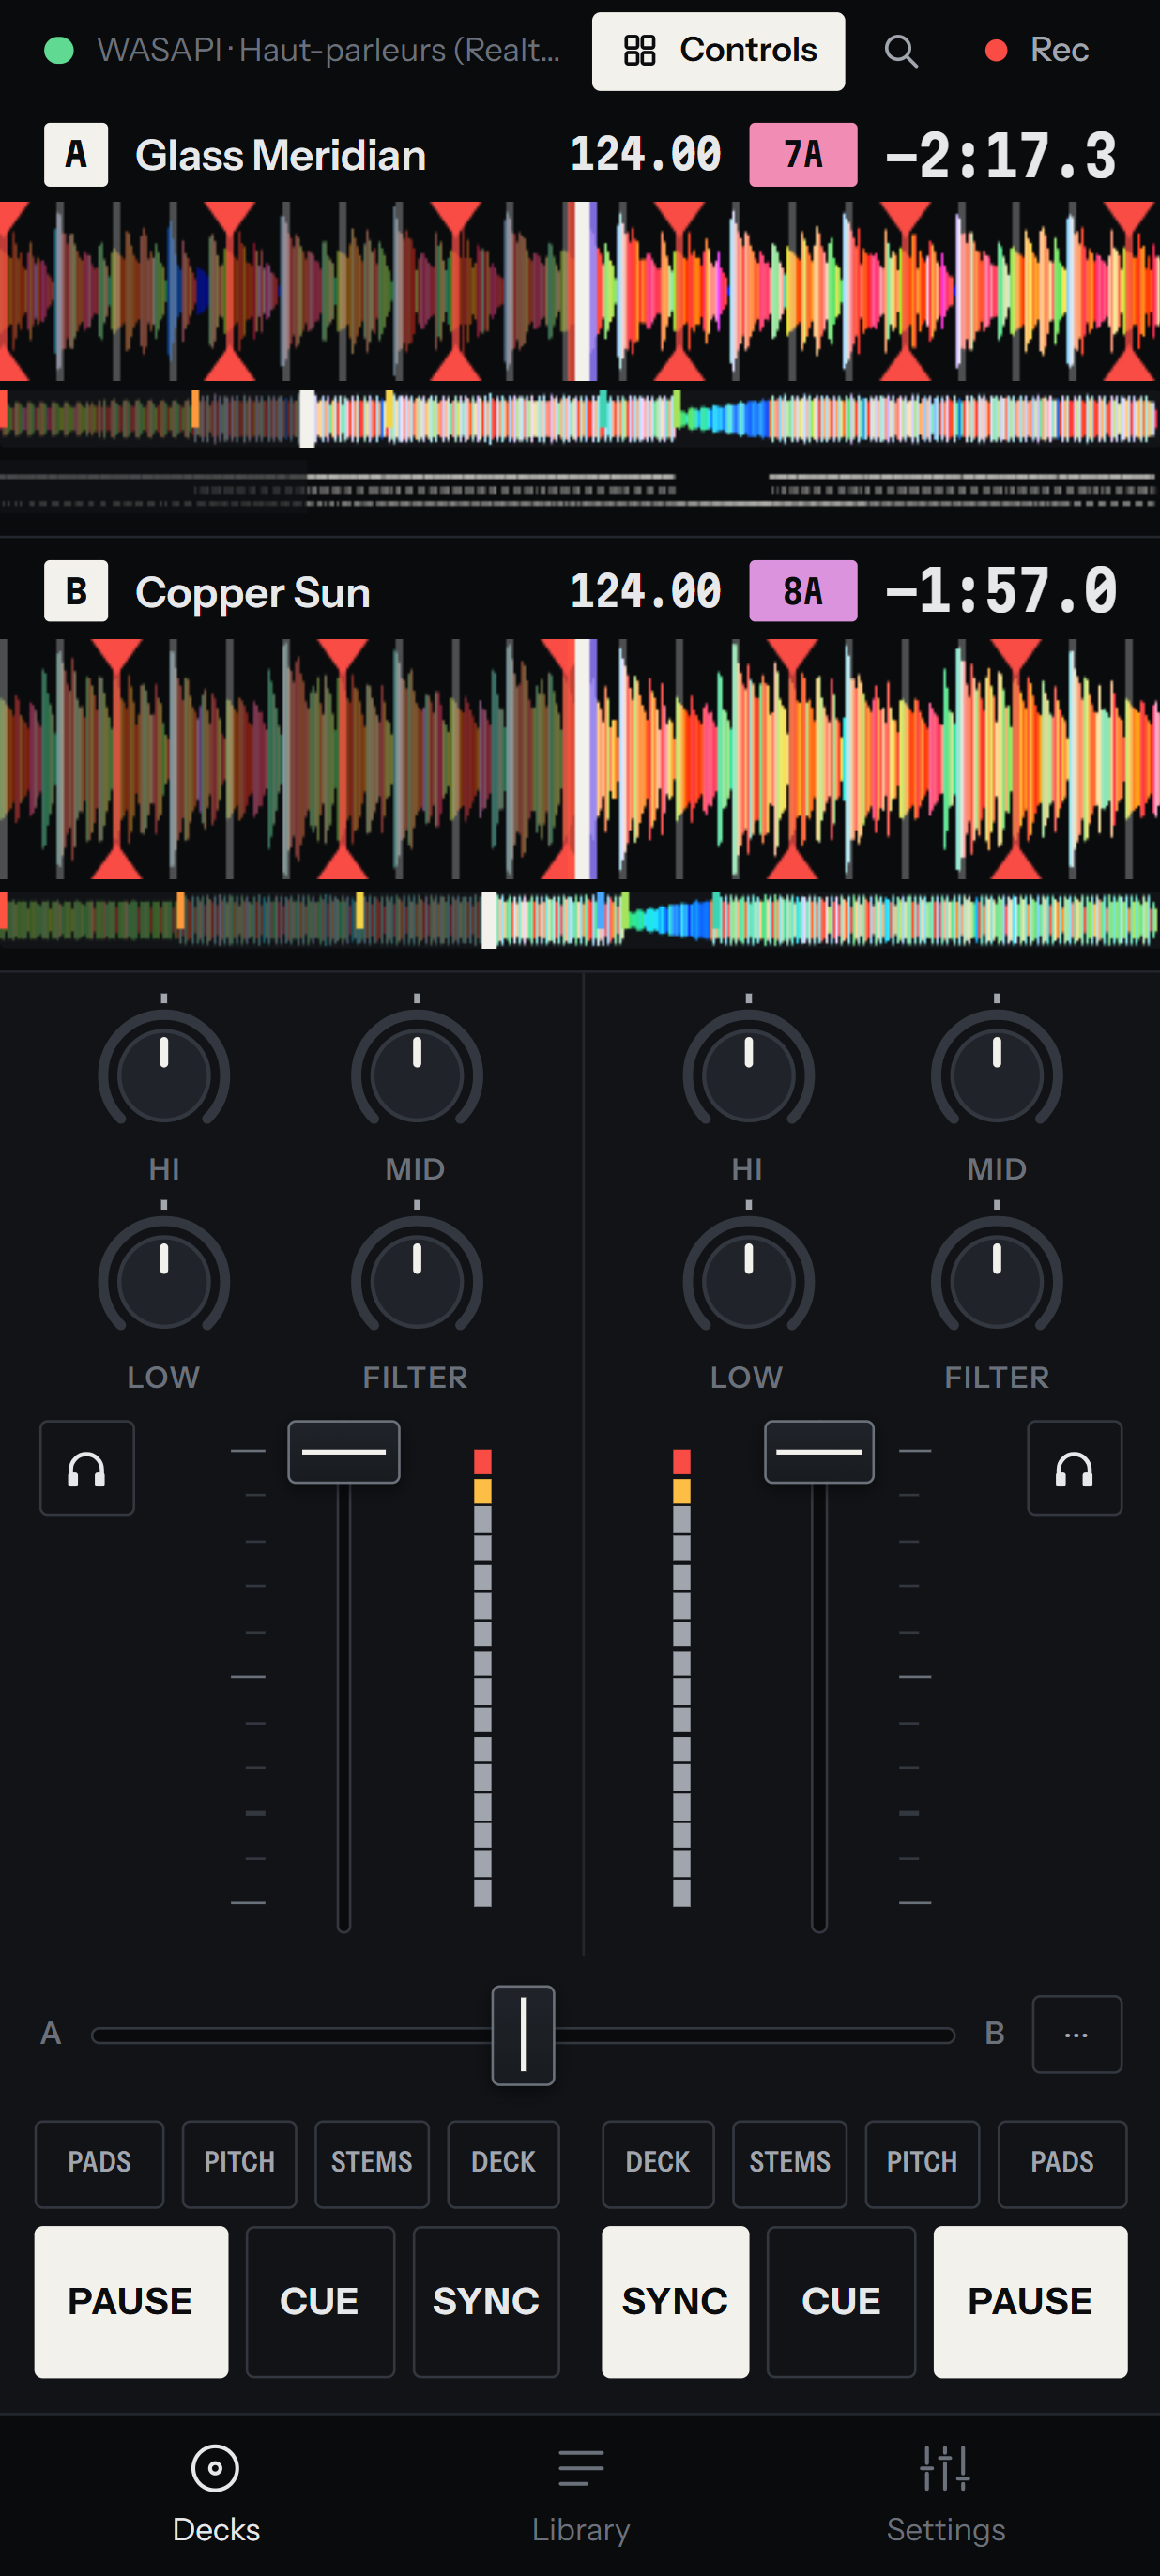 WASAPI · Haut-parleurs (Realt... Controls Rec
A Glass Meridian 124.00 7A −2:17.3
B Copper Sun 124.00 8A −1:57.0
HI MID HI MID
LOW FILTER LOW FILTER
A B ...
PADS PITCH STEMS DECK DECK STEMS PITCH PADS
PAUSE CUE SYNC SYNC CUE PAUSE
Decks Library Settings